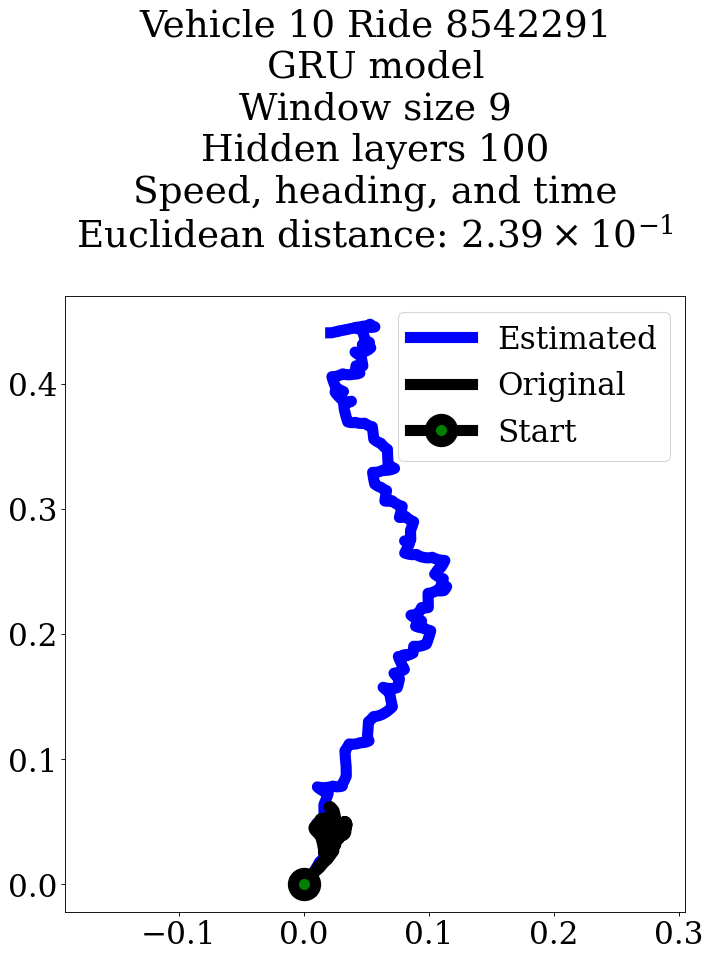 Vehicle 10 Ride 8542291
GRU model
Window size 9
Hidden layers 100
Speed, heading, and time
Euclidean distance: 2.39 × 10⁻¹
Estimated
Original
Start
0.4
0.3
0.2
0.1
0.0
−0.1 0.0 0.1 0.2 0.3